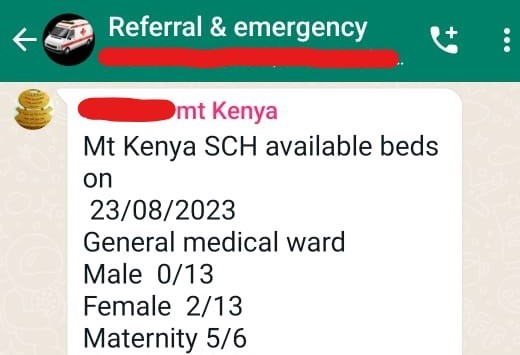 Referral & emergency
mt Kenya
Mt Kenya SCH available beds
on
23/08/2023
General medical ward
Male 0/13
Female 2/13
Maternity 5/6